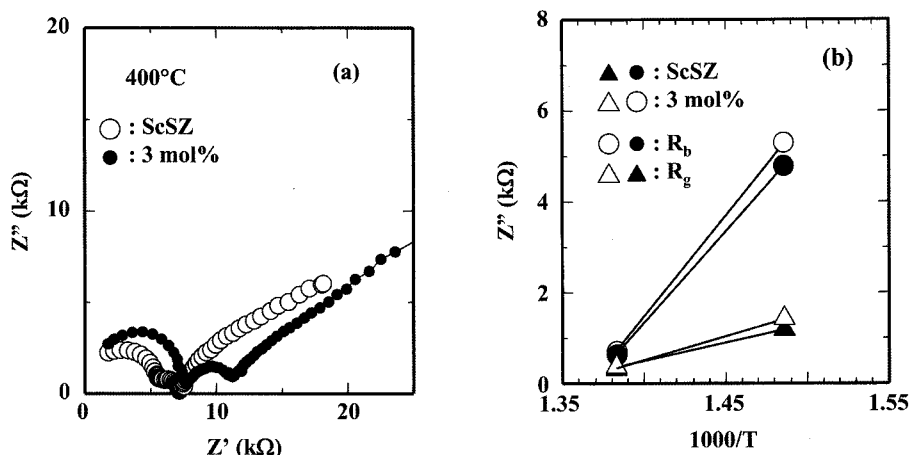 20
10
0
0
10
20
Z'' (kΩ)
Z' (kΩ)
400°C
(a)
: ScSZ
: 3 mol%
8
6
4
2
0
1.35
1.45
1.55
Z'' (kΩ)
1000/T
(b)
: ScSZ
: 3 mol%
: R_b
: R_g